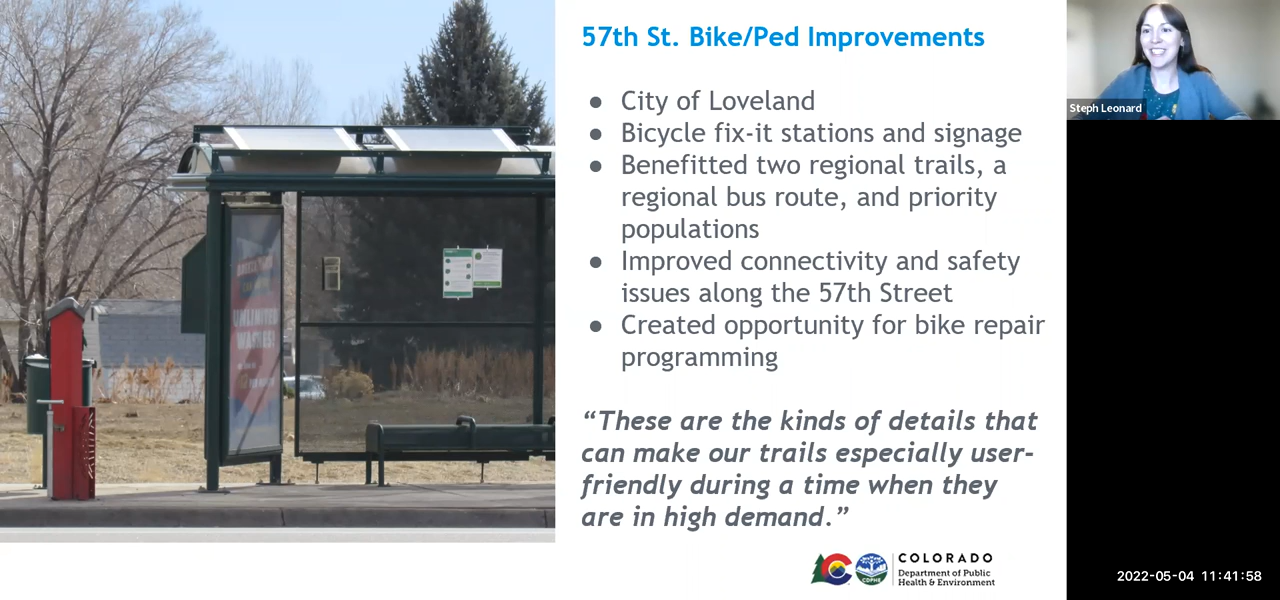 57th St. Bike/Ped Improvements
● City of Loveland
● Bicycle fix-it stations and signage
● Benefitted two regional trails, a
regional bus route, and priority
populations
● Improved connectivity and safety
issues along the 57th Street
● Created opportunity for bike repair
programming
“These are the kinds of details that
can make our trails especially user-
friendly during a time when they
are in high demand.”
COLORADO
Department of Public
Health & Environment
CDPHE
Steph Leonard
2022-05-04 11:41:58
UNLIMITED
WASHES